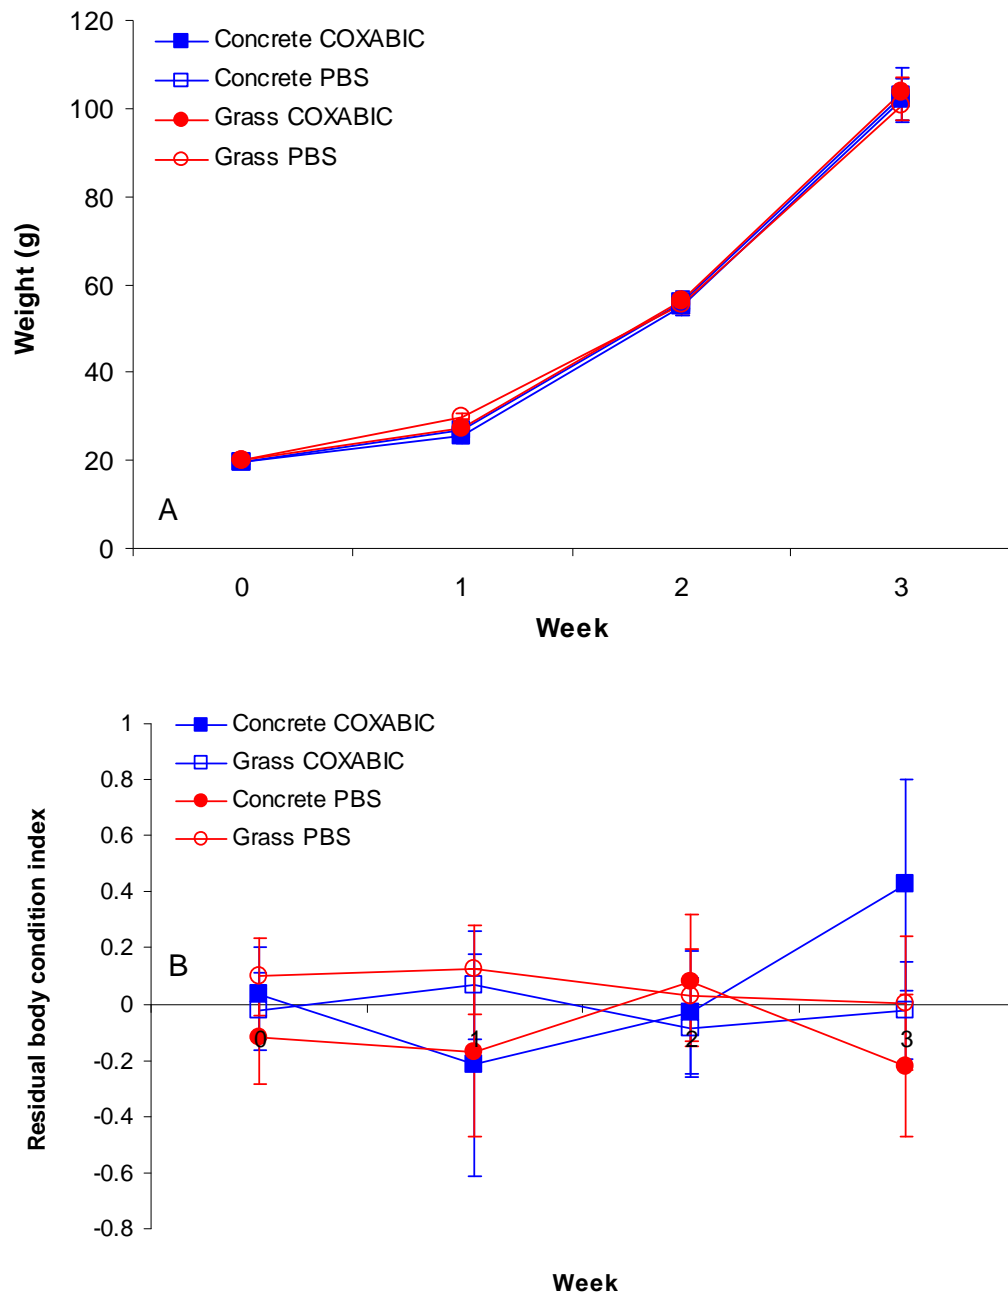 120
100
80
60
40
20
0
Weight (g)
Concrete COXABIC
Concrete PBS
Grass COXABIC
Grass PBS
A
0 1 2 3
Week
1
0.8
0.6
0.4
0.2
0
-0.2
-0.4
-0.6
-0.8
Residual body condition index
Concrete COXABIC
Grass COXABIC
Concrete PBS
Grass PBS
B
0 1 2 3
Week